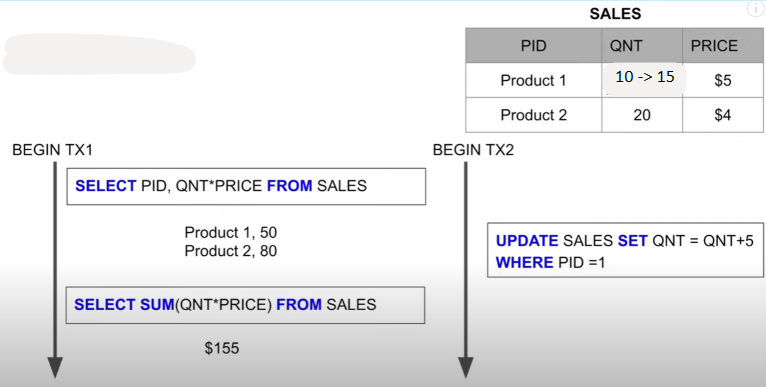 SALES
PID QNT PRICE
Product 1 10 -> 15 $5
Product 2 20 $4
BEGIN TX1
BEGIN TX2
SELECT PID, QNT*PRICE FROM SALES
Product 1, 50
Product 2, 80
UPDATE SALES SET QNT = QNT+5
WHERE PID =1
SELECT SUM(QNT*PRICE) FROM SALES
$155